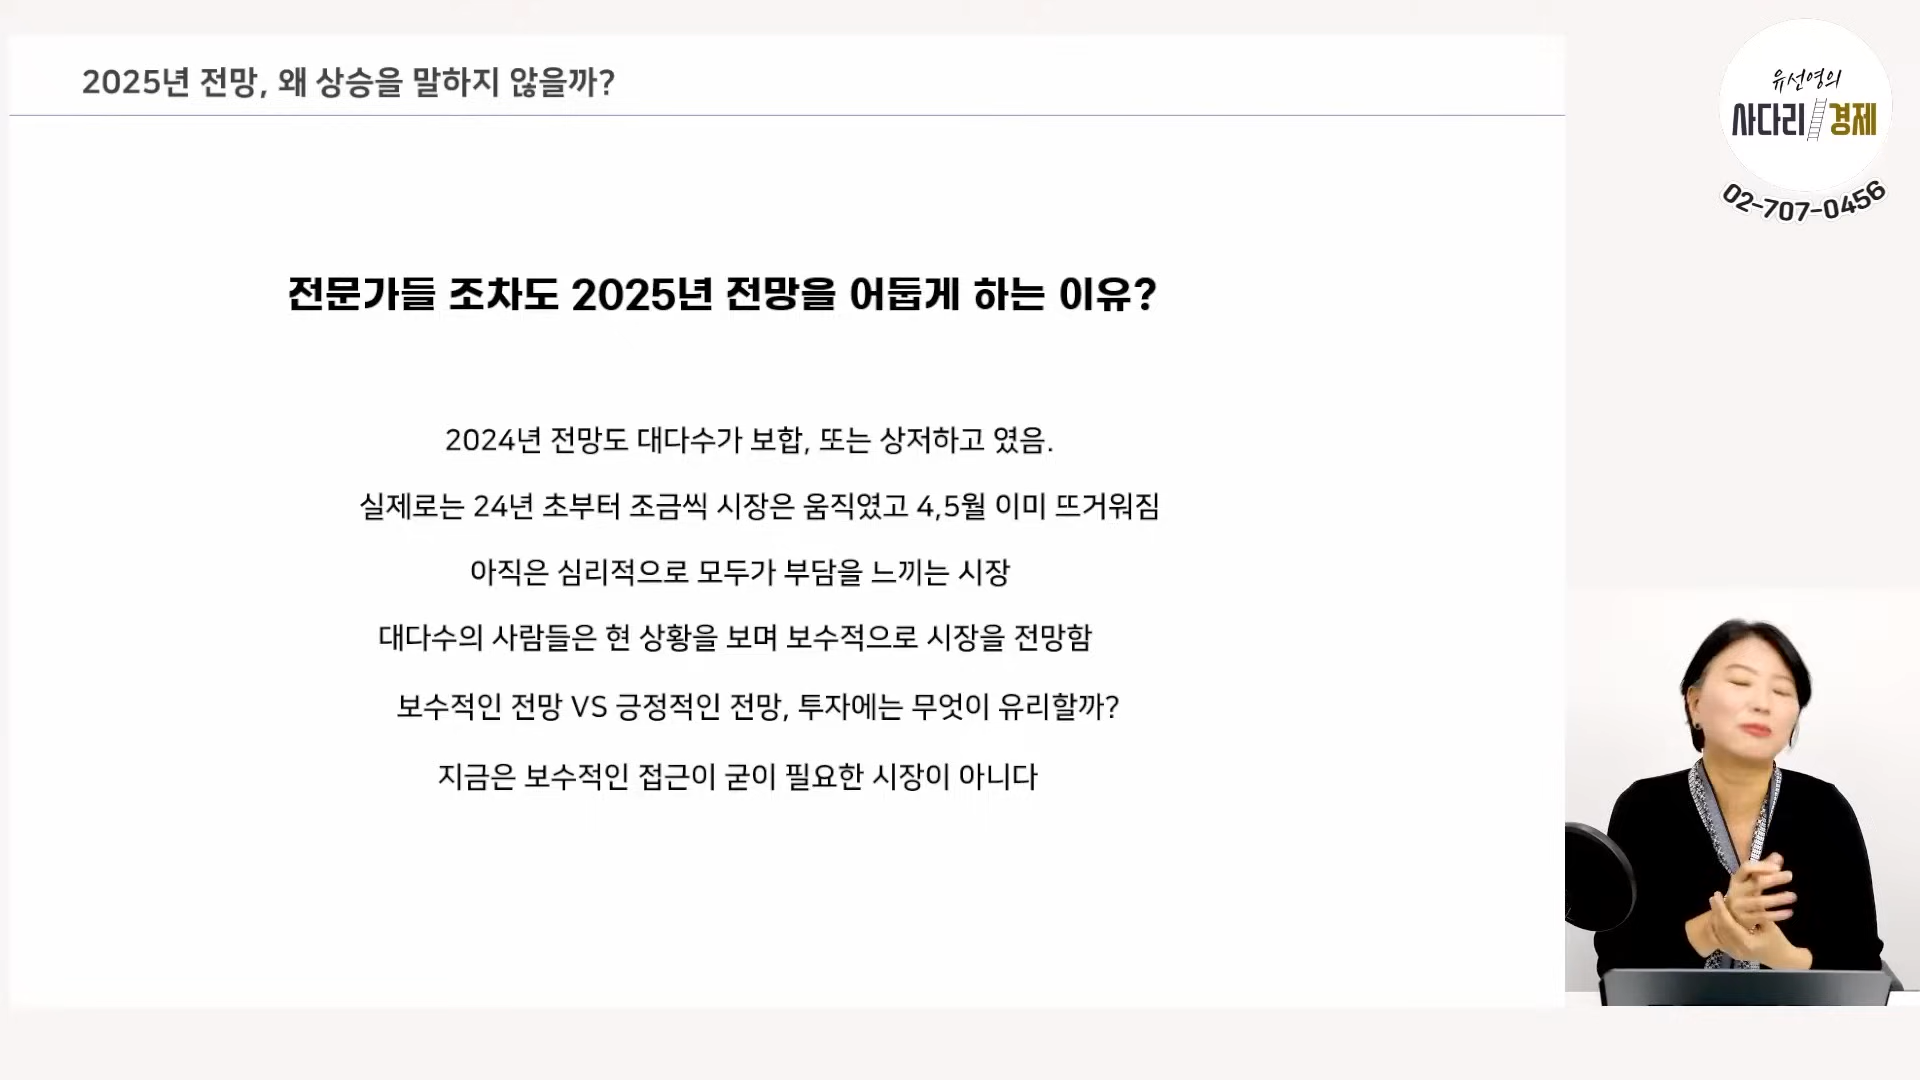 2025년 전망, 왜 상승을 말하지 않을까?
유선영의
사다리경제
02-707-0456
전문가들 조차도 2025년 전망을 어둡게 하는 이유?
2024년 전망도 대다수가 보합, 또는 상저하고 였음.
실제로는 24년 초부터 조금씩 시장은 움직였고 4,5월 이미 뜨거워짐
아직은 심리적으로 모두가 부담을 느끼는 시장
대다수의 사람들은 현 상황을 보며 보수적으로 시장을 전망함
보수적인 전망 VS 긍정적인 전망, 투자에는 무엇이 유리할까?
지금은 보수적인 접근이 굳이 필요한 시장이 아니다